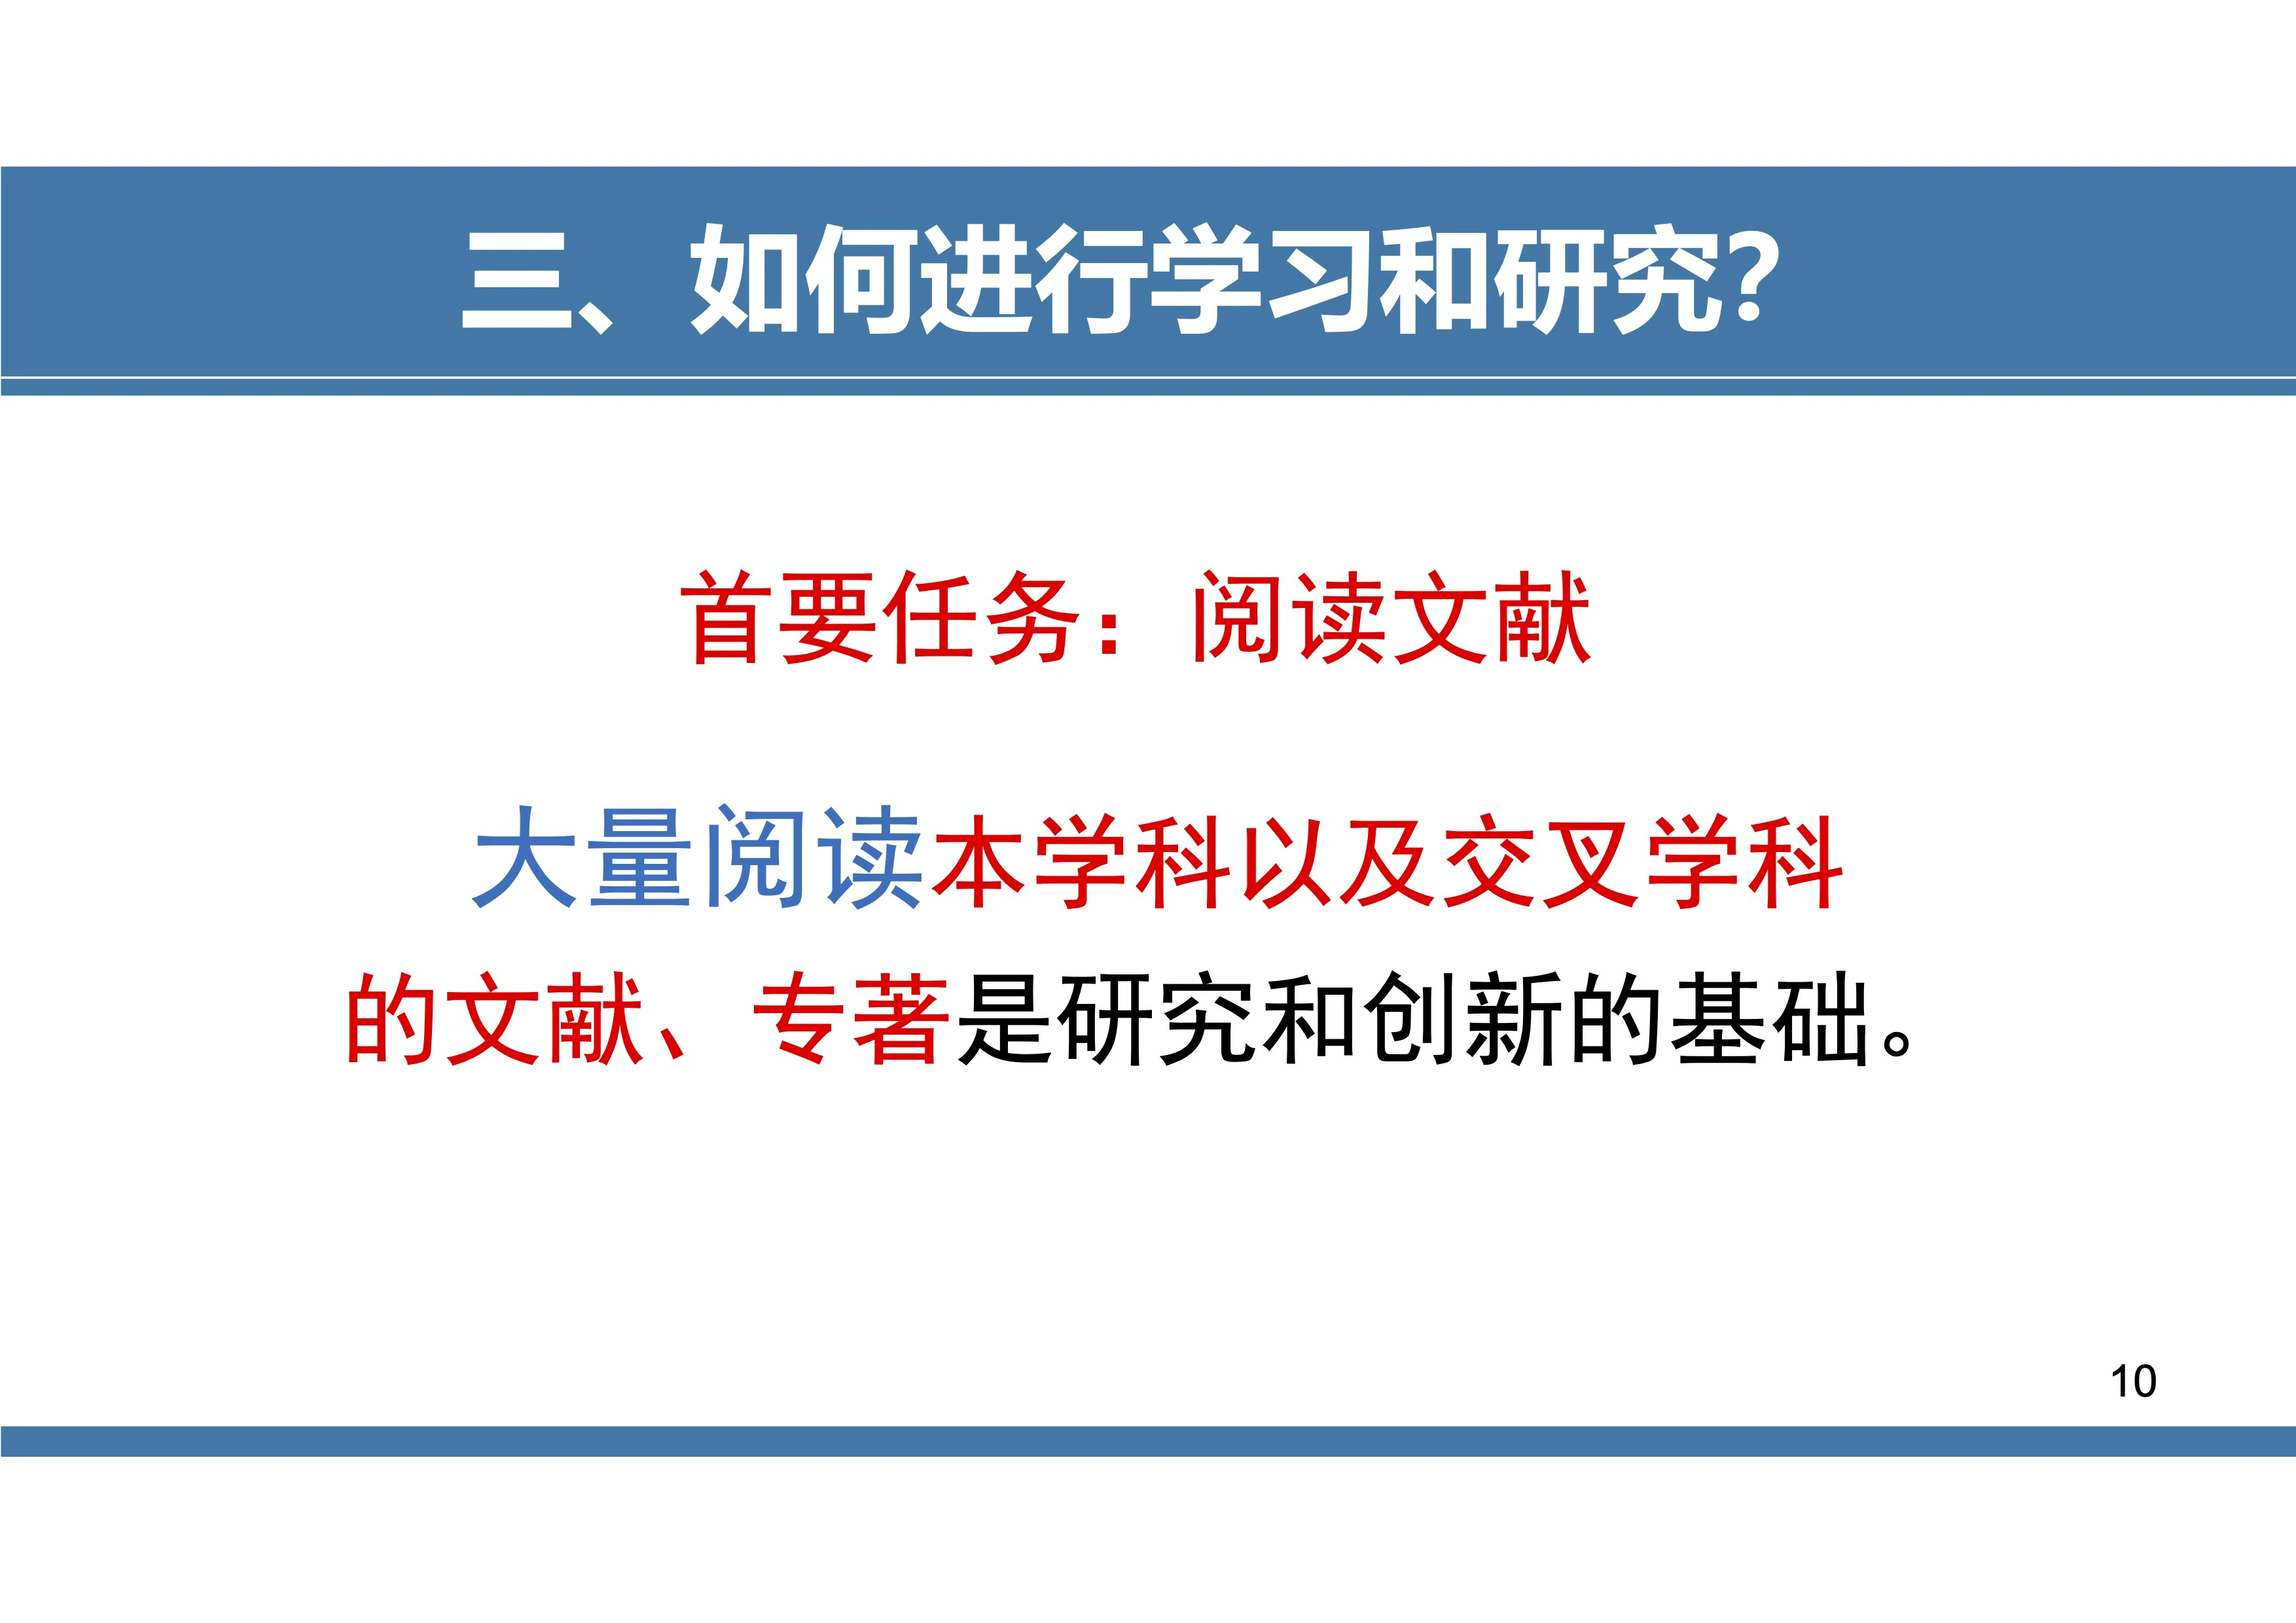 三、如何进行学习和研究?
首要任务：阅读文献
大量阅读本学科以及交叉学科
的文献、专著是研究和创新的基础。
10